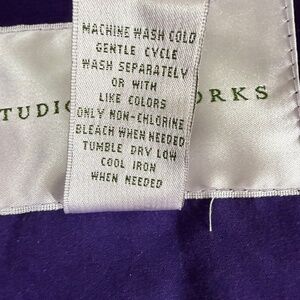 MACHINE WASH COLD
GENTLE CYCLE
WASH SEPARATELY
OR WITH
LIKE COLORS
ONLY NON-CHLORINE
BLEACH WHEN NEEDED
TUMBLE DRY LOW
COOL IRON
WHEN NEEDED
TUDIO ORKS